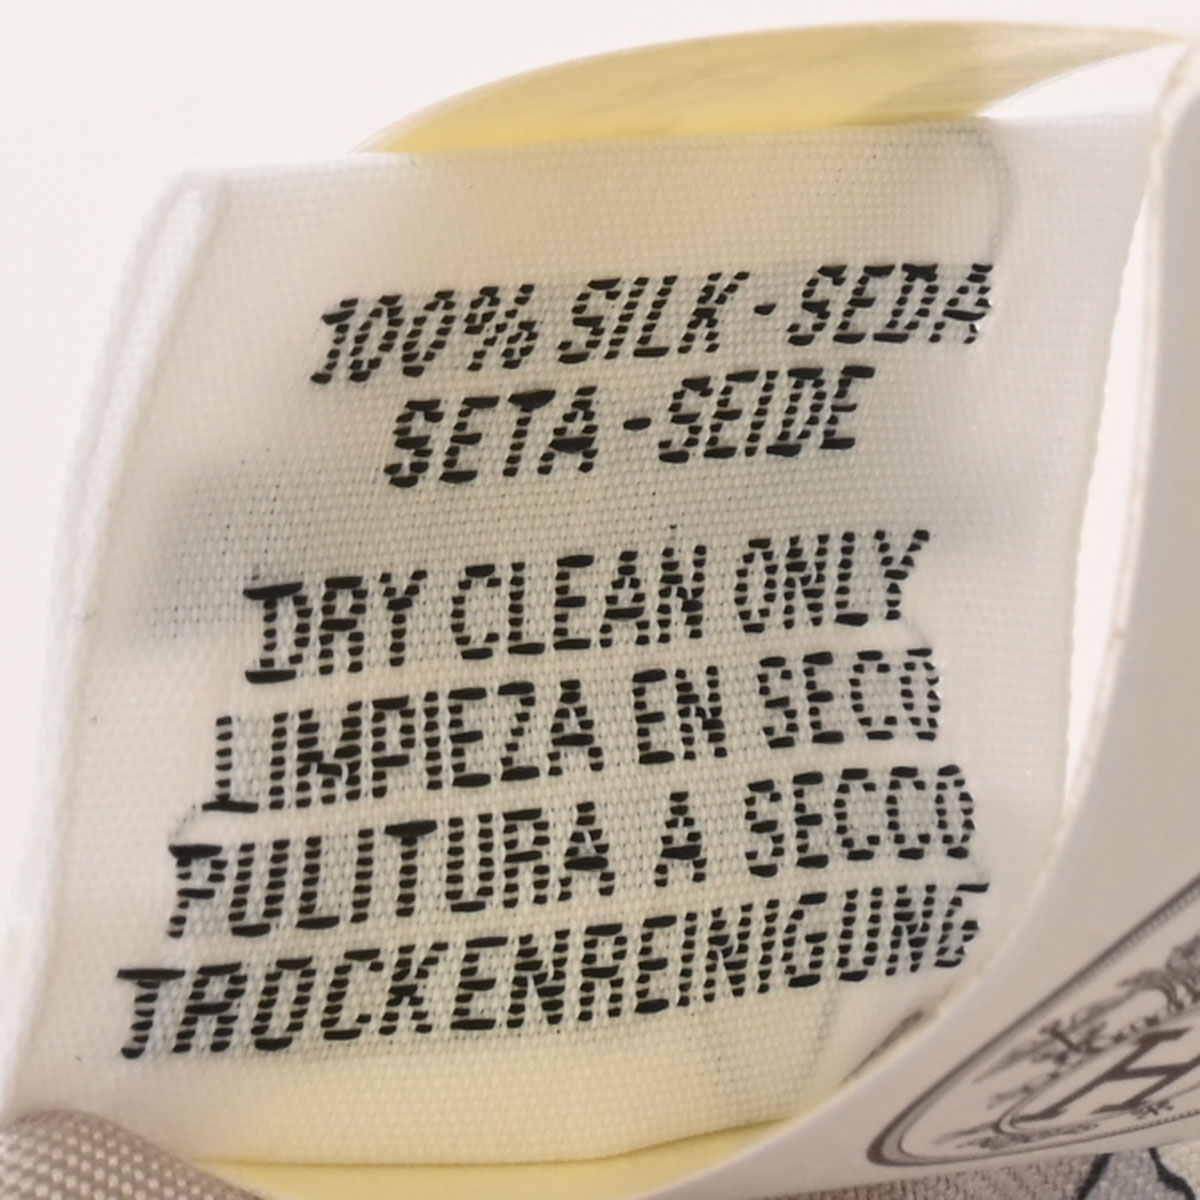 100% SILK - SEDA
SETA - SEIDE
DRY CLEAN ONLY
LIMPIEZA EN SECO
PULITURA A SECCO
TROCKENREINIGUNG
H